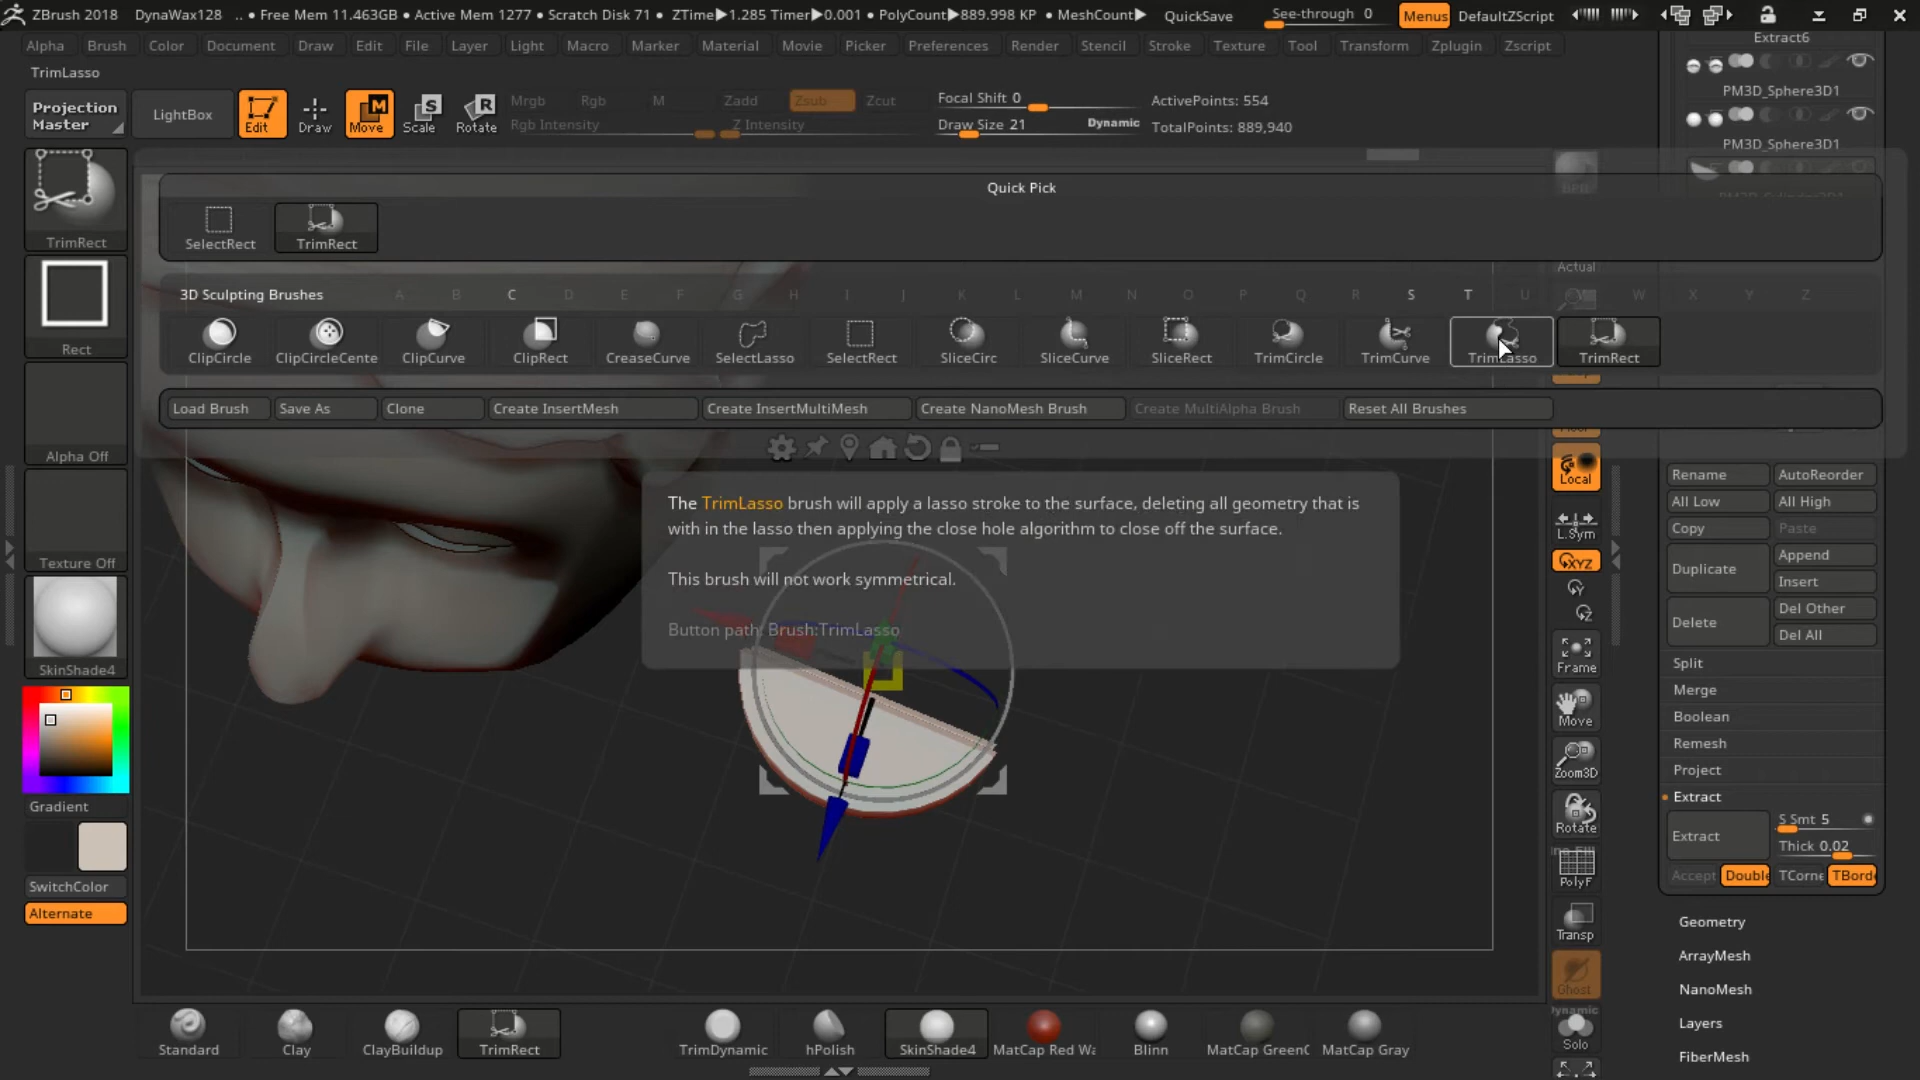 ZBrush 2018 DynaWax128 .. • Free Mem 11.463GB • Active Mem 1277 • Scratch Disk 71 • ZTime▶1.285 Timer▶0.001 • PolyCount▶889.998 KP • MeshCount▶ QuickSave See-through 0 Menus DefaultZScript
Alpha Brush Color Document Draw Edit File Layer Light Macro Marker Material Movie Picker Preferences Render Stencil Stroke Texture Tool Transform Zplugin Zscript
TrimLasso
Projection Master
LightBox
Edit Draw Move Scale Rotate
Mrgb Rgb M Zadd Zsub Zcut
Rgb Intensity Z Intensity
Focal Shift 0
Draw Size 21 Dynamic
ActivePoints: 554
TotalPoints: 889,940
Extract6
PM3D_Sphere3D1
PM3D_Sphere3D1
Quick Pick
SelectRect TrimRect
3D Sculpting Brushes A B C D E F G H I J K L M N O P Q R S T U V W X Y Z
ClipCircle ClipCircleCente ClipCurve ClipRect CreaseCurve SelectLasso SelectRect SliceCirc SliceCurve SliceRect TrimCircle TrimCurve TrimLasso TrimRect
Load Brush Save As Clone Create InsertMesh Create InsertMultiMesh Create NanoMesh Brush Create MultiAlpha Brush Reset All Brushes
The TrimLasso brush will apply a lasso stroke to the surface, deleting all geometry that is
with in the lasso then applying the close hole algorithm to close off the surface.
This brush will not work symmetrical.
Button path: Brush:TrimLasso
TrimRect
Rect
Alpha Off
Texture Off
SkinShade4
Gradient
SwitchColor
Alternate
Actual
Local
L.Sym
XYZ
Y
Z
Frame
Move
Zoom3D
Rotate
PolyF
Transp
Ghost
Dynamic
Solo
Rename AutoReorder
All Low All High
Copy Paste
Duplicate Append
Insert
Delete Del Other
Del All
Split
Merge
Boolean
Remesh
Project
Extract
Extract S Smt 5
Thick 0.02
Accept Double TCorne TBorde
Geometry
ArrayMesh
NanoMesh
Layers
FiberMesh
Standard Clay ClayBuildup TrimRect TrimDynamic hPolish SkinShade4 MatCap Red Wa Blinn MatCap GreenC MatCap Gray